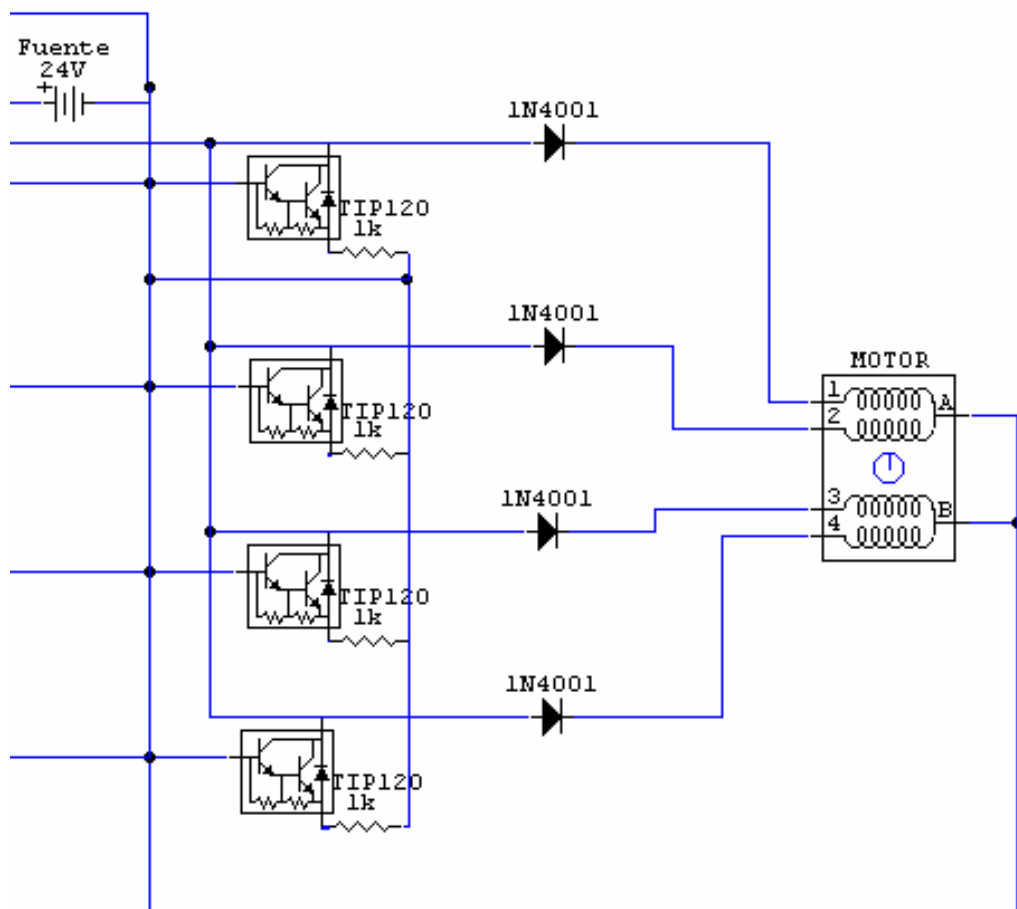 Fuente
24V
+
1N4001
TIP120
1k
1N4001
TIP120
1k
MOTOR
1
2
A
3
4
B
1N4001
TIP120
1k
1N4001
TIP120
1k